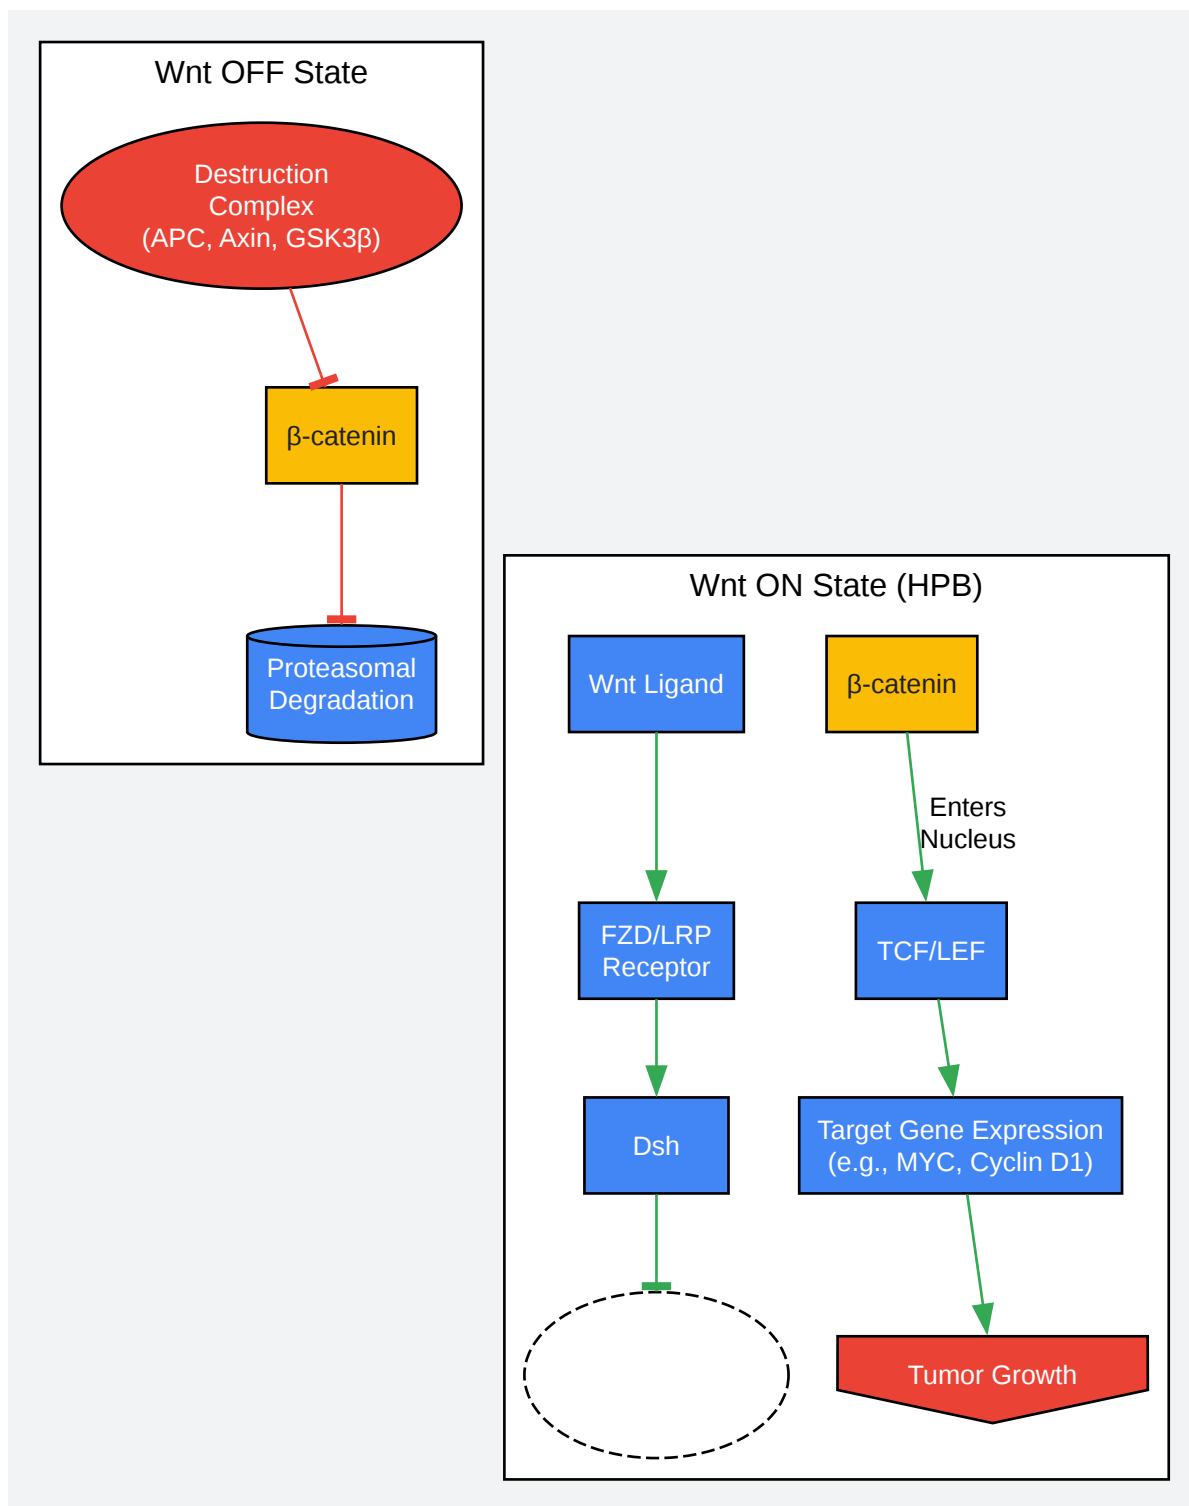 Wnt OFF State
Destruction
Complex
(APC, Axin, GSK3β)
β-catenin
Proteasomal
Degradation
Wnt ON State (HPB)
Wnt Ligand
β-catenin
Enters
Nucleus
FZD/LRP
Receptor
TCF/LEF
Dsh
Target Gene Expression
(e.g., MYC, Cyclin D1)
Tumor Growth